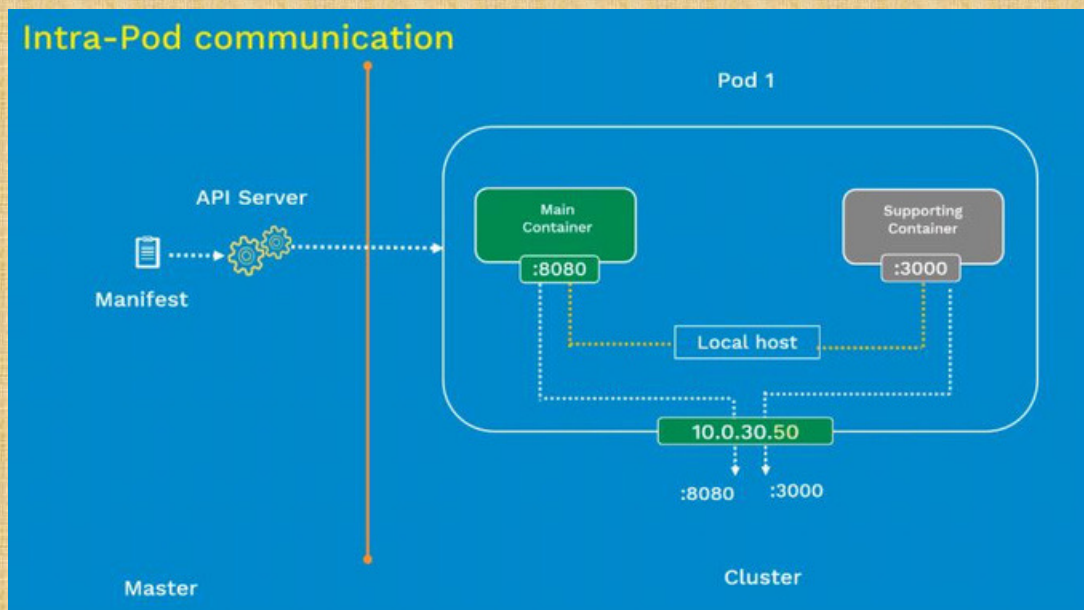 Intra-Pod communication
Pod 1
API Server
Manifest
Main
Container
:8080
Supporting
Container
:3000
Local host
10.0.30.50
:8080
:3000
Master
Cluster